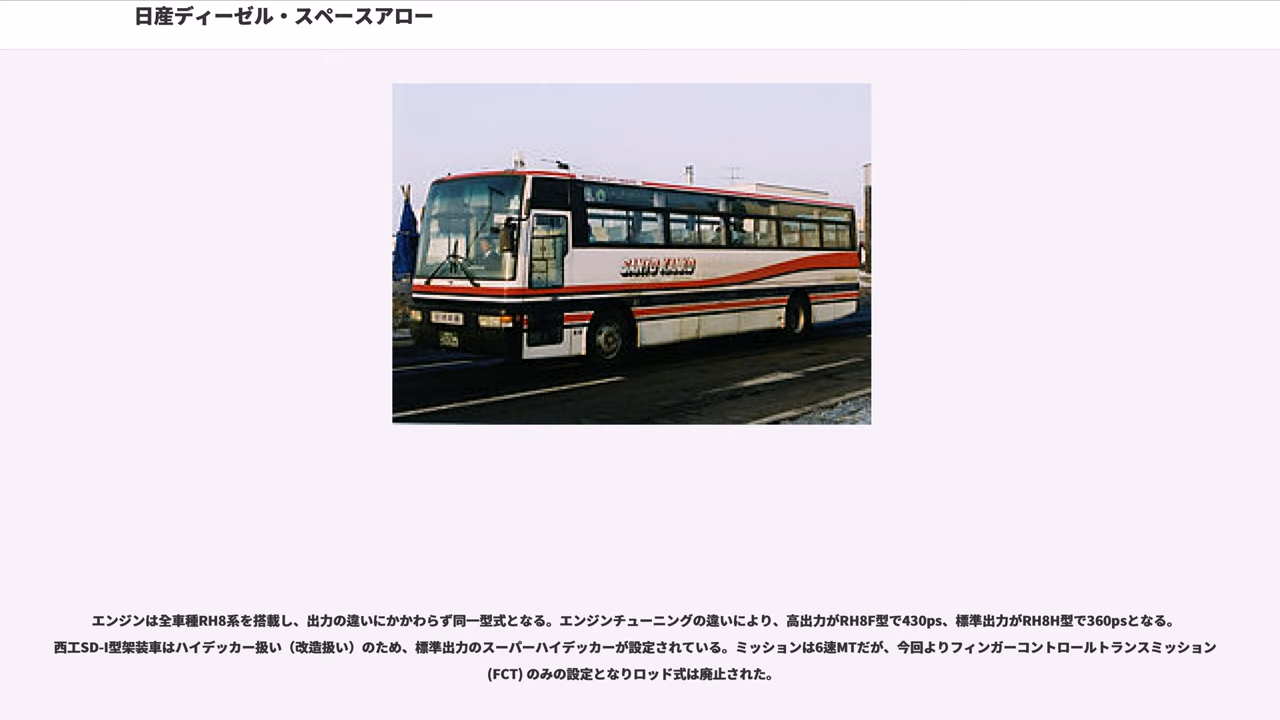 日産ディーゼル・スペースアロー
SANTO KANKO
エンジンは全車種RH8系を搭載し、出力の違いにかかわらず同一型式となる。エンジンチューニングの違いにより、高出力がRH8F型で430ps、標準出力がRH8H型で360psとなる。
西工SD-I型架装車はハイデッカー扱い（改造扱い）のため、標準出力のスーパーハイデッカーが設定されている。ミッションは6速MTだが、今回よりフィンガーコントロールトランスミッション
(FCT) のみの設定となりロッド式は廃止された。